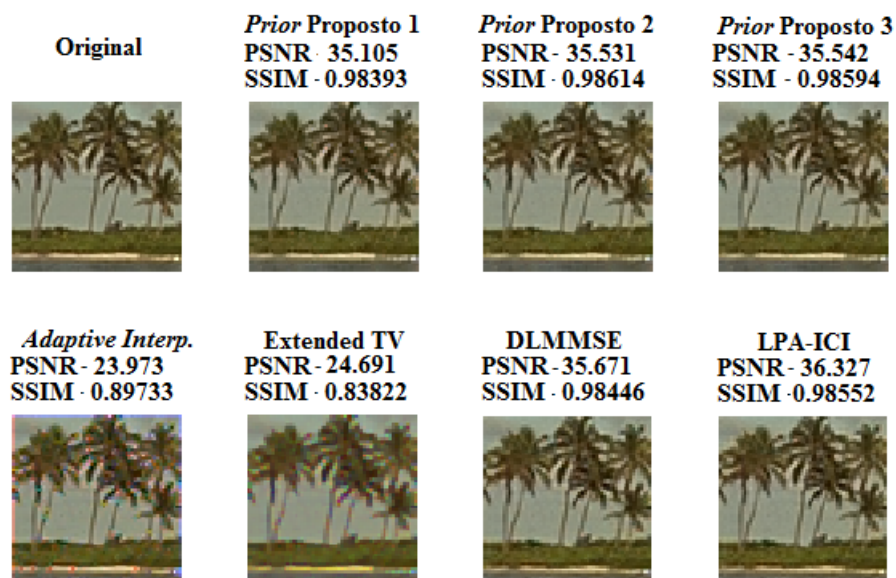 Original
Prior Proposto 1
PSNR - 35.105
SSIM - 0.98393
Prior Proposto 2
PSNR - 35.531
SSIM - 0.98614
Prior Proposto 3
PSNR - 35.542
SSIM - 0.98594
Adaptive Interp.
PSNR - 23.973
SSIM - 0.89733
Extended TV
PSNR - 24.691
SSIM - 0.83822
DLMMSE
PSNR - 35.671
SSIM - 0.98446
LPA-ICI
PSNR - 36.327
SSIM - 0.98552